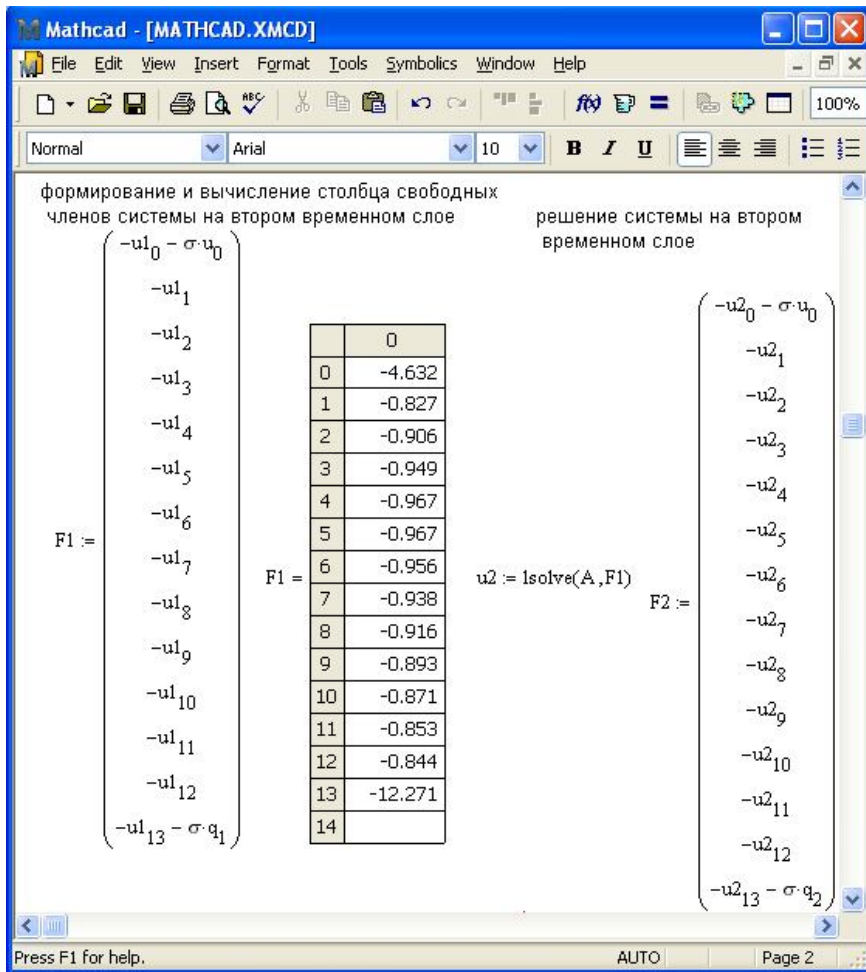 Mathcad - [MATHCAD.XMCD]
File Edit View Insert Format Tools Symbolics Window Help
100%
Normal Arial 10 B I U
формирование и вычисление столбца свободных
членов системы на втором временном слое
решение системы на втором
временном слое
F1 :=
-u1_0 - σ·u_0
-u1_1
-u1_2
-u1_3
-u1_4
-u1_5
-u1_6
-u1_7
-u1_8
-u1_9
-u1_10
-u1_11
-u1_12
-u1_13 - σ·q_1
F1 =
0
0 -4.632
1 -0.827
2 -0.906
3 -0.949
4 -0.967
5 -0.967
6 -0.956
7 -0.938
8 -0.916
9 -0.893
10 -0.871
11 -0.853
12 -0.844
13 -12.271
14
u2 := lsolve(A,F1)
F2 :=
-u2_0 - σ·u_0
-u2_1
-u2_2
-u2_3
-u2_4
-u2_5
-u2_6
-u2_7
-u2_8
-u2_9
-u2_10
-u2_11
-u2_12
-u2_13 - σ·q_2
Press F1 for help. AUTO Page 2